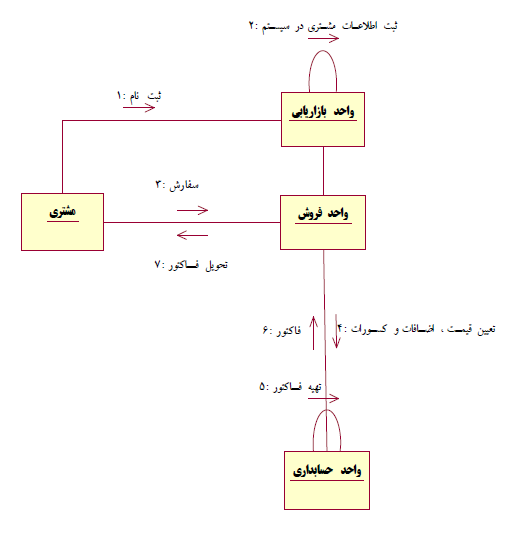 ۲: ثبت اطلاعات مشتری در سیستم
۱: ثبت نام
واحد بازاریابی
۳: سفارش
مشتری
واحد فروش
۷: تحویل فاکتور
۶: فاکتور
۴: تعیین قیمت ، اضافات و کسورات
۵: تهیه فاکتور
واحد حسابداری